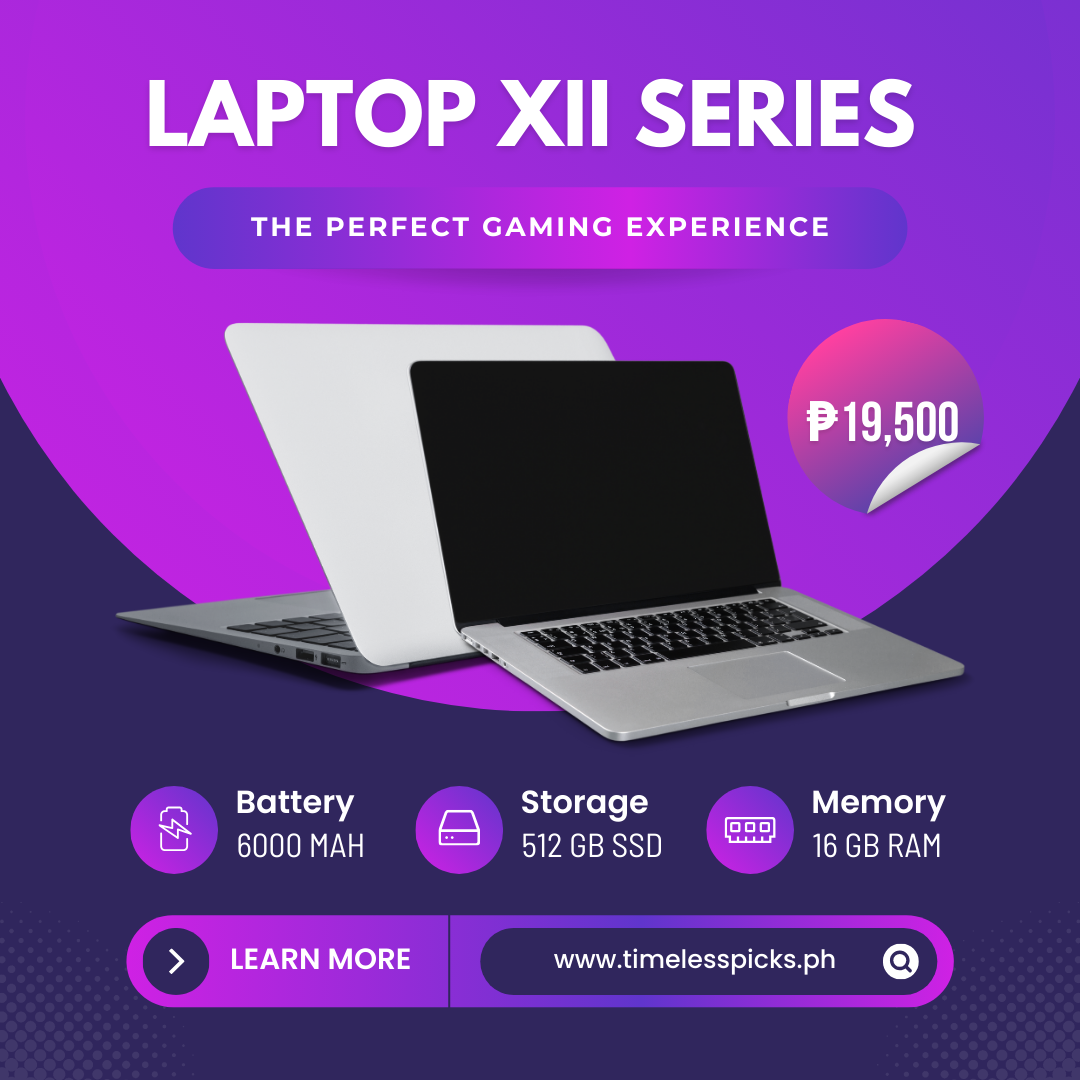 LAPTOP XII SERIES
THE PERFECT GAMING EXPERIENCE
₱19,500
Battery
6000 MAH
Storage
512 GB SSD
Memory
16 GB RAM
LEARN MORE
www.timelesspicks.ph